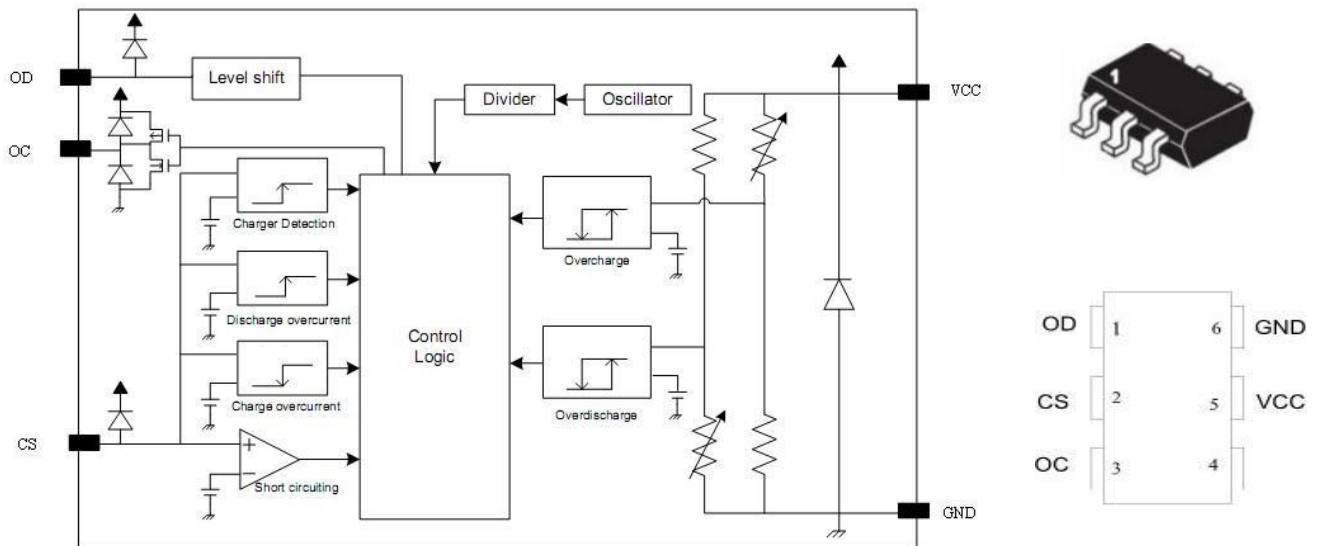 OD
Level shift
Divider
Oscillator
VCC
OC
Charger Detection
Overcharge
Discharge overcurrent
Control
Logic
Charge overcurrent
Overdischarge
CS
+
−
Short circuiting
GND
1
OD 1 6 GND
CS 2 5 VCC
OC 3 4